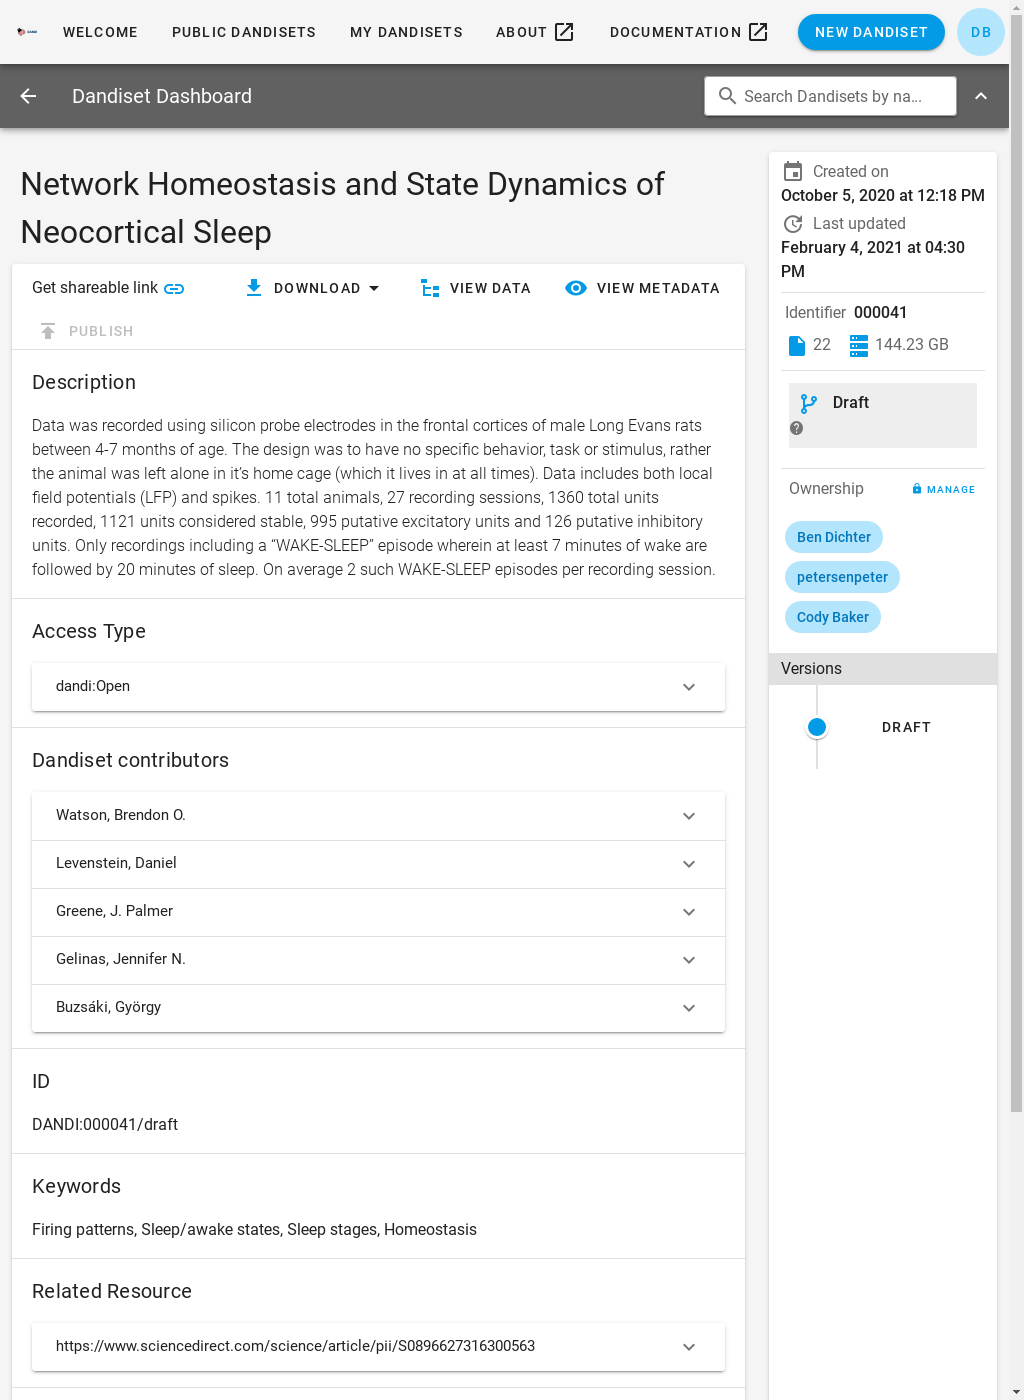 WELCOME PUBLIC DANDISETS MY DANDISETS ABOUT DOCUMENTATION NEW DANDISET DB
Dandiset Dashboard Search Dandisets by na...
Network Homeostasis and State Dynamics of
Neocortical Sleep
Get shareable link DOWNLOAD VIEW DATA VIEW METADATA
PUBLISH
Description
Data was recorded using silicon probe electrodes in the frontal cortices of male Long Evans rats
between 4-7 months of age. The design was to have no specific behavior, task or stimulus, rather
the animal was left alone in it’s home cage (which it lives in at all times). Data includes both local
field potentials (LFP) and spikes. 11 total animals, 27 recording sessions, 1360 total units
recorded, 1121 units considered stable, 995 putative excitatory units and 126 putative inhibitory
units. Only recordings including a “WAKE-SLEEP” episode wherein at least 7 minutes of wake are
followed by 20 minutes of sleep. On average 2 such WAKE-SLEEP episodes per recording session.
Access Type
dandi:Open
Dandiset contributors
Watson, Brendon O.
Levenstein, Daniel
Greene, J. Palmer
Gelinas, Jennifer N.
Buzsáki, György
ID
DANDI:000041/draft
Keywords
Firing patterns, Sleep/awake states, Sleep stages, Homeostasis
Related Resource
https://www.sciencedirect.com/science/article/pii/S0896627316300563
Created on
October 5, 2020 at 12:18 PM
Last updated
February 4, 2021 at 04:30
PM
Identifier 000041
22 144.23 GB
Draft
Ownership MANAGE
Ben Dichter
petersenpeter
Cody Baker
Versions
DRAFT